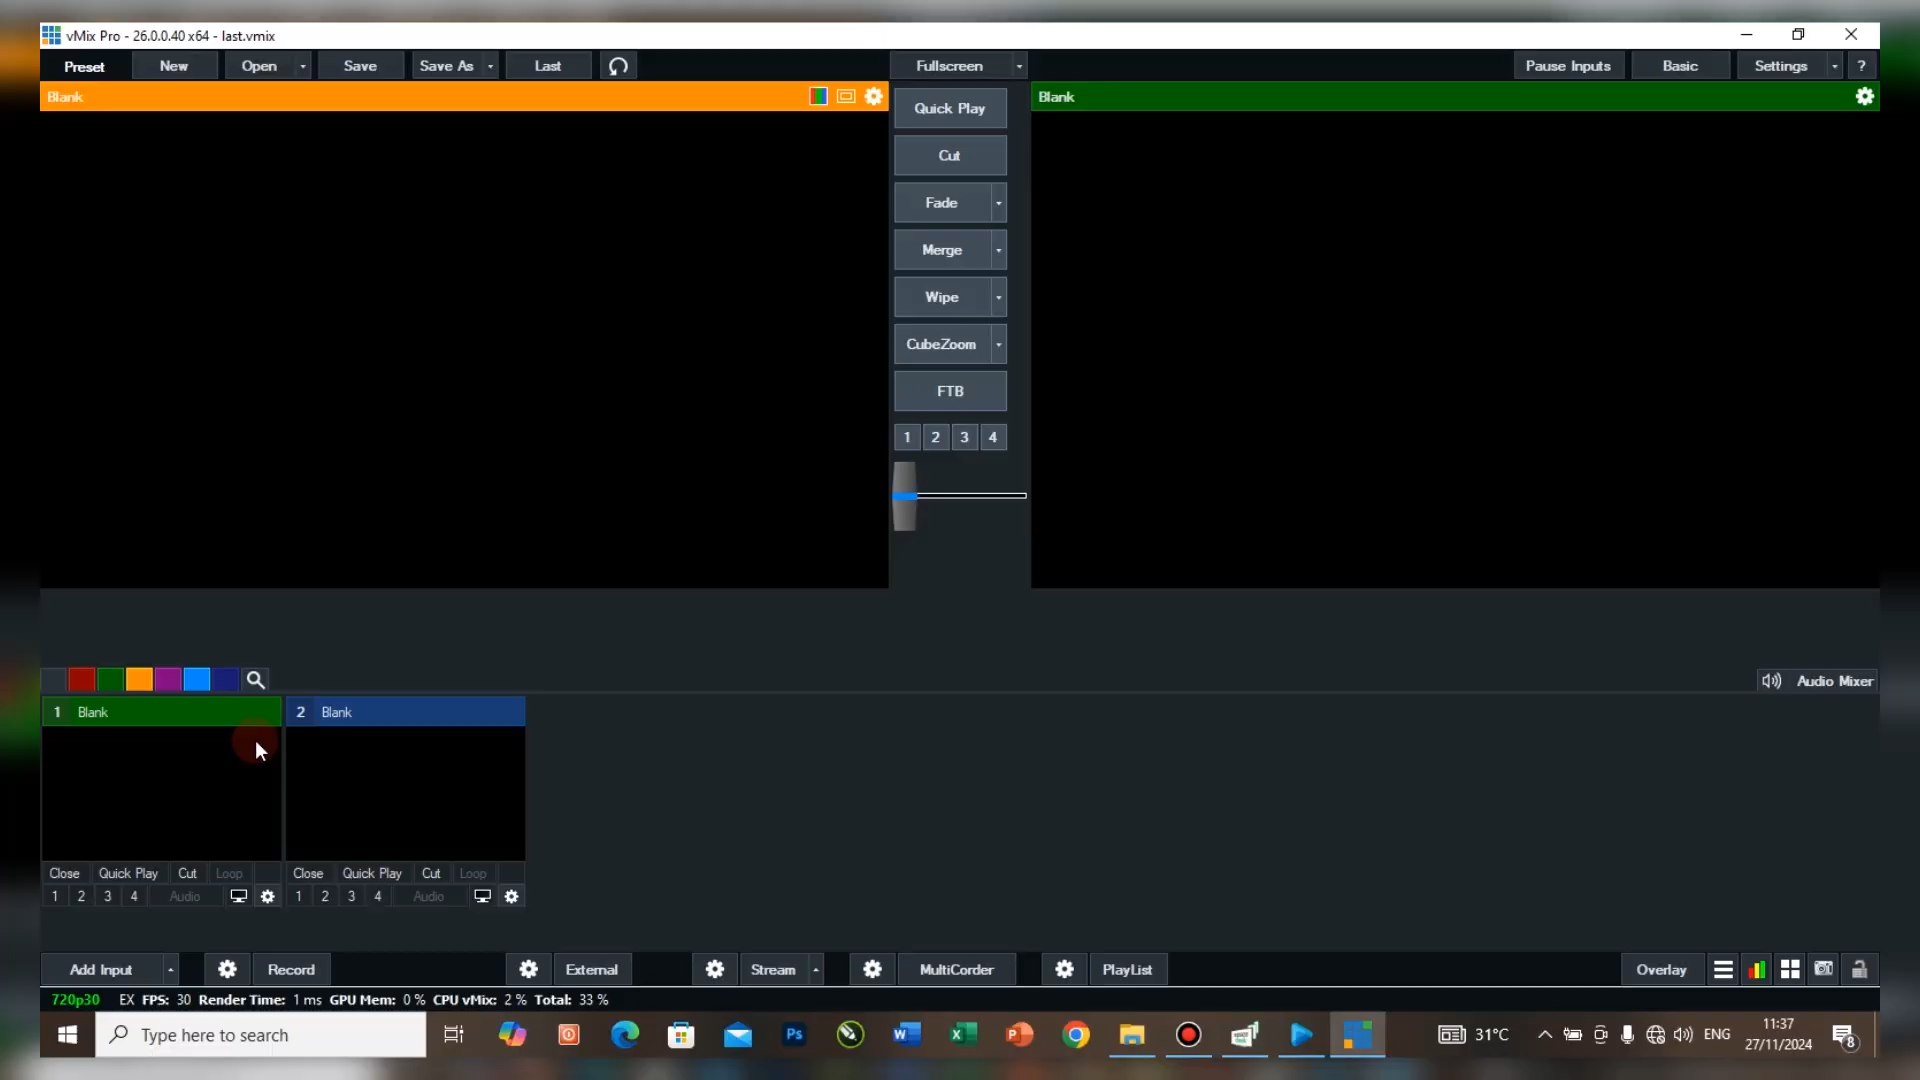 vMix Pro - 26.0.0.40 x64 - last.vmix
Preset New Open Save Save As Last Fullscreen Pause Inputs Basic Settings ?
Blank Blank
Quick Play
Cut
Fade
Merge
Wipe
CubeZoom
FTB
1 2 3 4
Audio Mixer
1 Blank 2 Blank
Close Quick Play Cut Loop Close Quick Play Cut Loop
1 2 3 4 Audio 1 2 3 4 Audio
Add Input Record External Stream MultiCorder PlayList Overlay
720p30 EX FPS: 30 Render Time: 1 ms GPU Mem: 0 % CPU vMix: 2 % Total: 33 %
Type here to search Ps 31°C ENG 11:37
27/11/2024 8